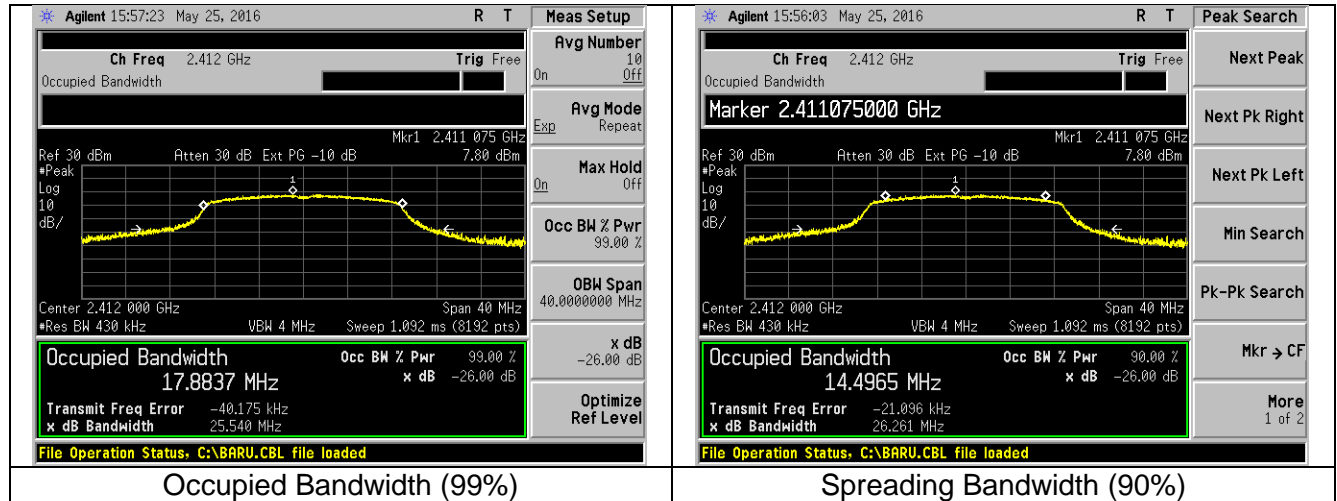 Agilent 15:57:23 May 25, 2016 R T
Meas Setup
Ch Freq 2.412 GHz Trig Free
Occupied Bandwidth
Avg Number
10
On Off
Avg Mode
Exp Repeat
Max Hold
On Off
Occ BW % Pwr
99.00 %
OBW Span
40.0000000 MHz
x dB
-26.00 dB
Optimize
Ref Level
Mkr1 2.411 075 GHz
Ref 30 dBm Atten 30 dB Ext PG -10 dB 7.80 dBm
#Peak
Log
10
dB/
1
Center 2.412 000 GHz Span 40 MHz
#Res BW 430 kHz VBW 4 MHz Sweep 1.092 ms (8192 pts)
Occupied Bandwidth Occ BW % Pwr 99.00 %
17.8837 MHz x dB -26.00 dB
Transmit Freq Error -40.175 kHz
x dB Bandwidth 25.540 MHz
File Operation Status, C:\BARU.CBL file loaded
Occupied Bandwidth (99%)
Agilent 15:56:03 May 25, 2016 R T
Peak Search
Ch Freq 2.412 GHz Trig Free
Occupied Bandwidth
Marker 2.411075000 GHz
Next Peak
Next Pk Right
Next Pk Left
Min Search
Pk-Pk Search
Mkr → CF
More
1 of 2
Mkr1 2.411 075 GHz
Ref 30 dBm Atten 30 dB Ext PG -10 dB 7.80 dBm
#Peak
Log
10
dB/
1
Center 2.412 000 GHz Span 40 MHz
#Res BW 430 kHz VBW 4 MHz Sweep 1.092 ms (8192 pts)
Occupied Bandwidth Occ BW % Pwr 90.00 %
14.4965 MHz x dB -26.00 dB
Transmit Freq Error -21.096 kHz
x dB Bandwidth 26.261 MHz
File Operation Status, C:\BARU.CBL file loaded
Spreading Bandwidth (90%)